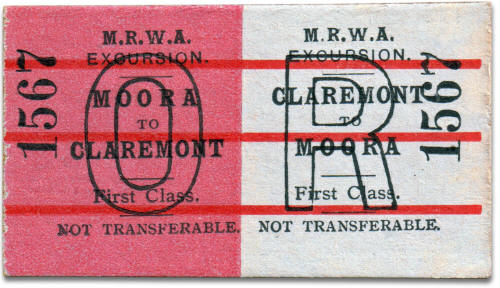 1567
M.R.W.A.
EXCURSION.
MOORA
TO
CLAREMONT
First Class.
NOT TRANSFERABLE.
O
M.R.W.A.
EXCURSION.
CLAREMONT
TO
MOORA
First Class.
NOT TRANSFERABLE.
R
1567